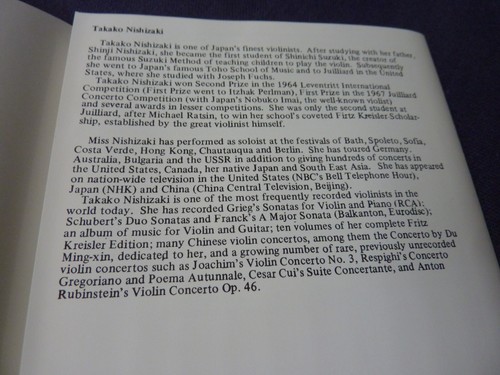 Takako Nishizaki
Takako Nishizaki is one of Japan's finest violinists. After studying with her father,
Shinji Nishizaki, she became the first student of Shinichi Suzuki, the creator of
the famous Suzuki Method of teaching children to play the violin. Subsequently
she went to Japan's famous Toho School of Music and to Juilliard in the United
States, where she studied with Joseph Fuchs.
Takako Nishizaki won Second Prize in the 1964 Leventritt International
Competition (First Prize went to Itzhak Perlman), First Prize in the 1967 Juilliard
Concerto Competition (with Japan's Nobuko Imai, the well-known violist)
and several awards in lesser competitions. She was only the second student at
Juilliard, after Michael Ratsin, to win her school's coveted Firtz Kreisler Scholar-
ship, established by the great violinist himself.
Miss Nishizaki has performed as soloist at the festivals of Bath, Spoleto, Sofia,
Costa Verde, Hong Kong, Chautauqua and Berlin. She has toured Germany.
Australia, Bulgaria and the USSR in addition to giving hundreds of concerts in
the United States, Canada, her native Japan and South East Asia. She has appeared
on nation-wide television in the United States (NBC's Bell Telephone Hour),
Japan (NHK) and China (China Central Television, Beijing).
Takako Nishizaki is one of the most frequently recorded violinists in the
world today. She has recorded Grieg's Sonatas for Violin and Piano (RCA);
Schubert's Duo Sonatas and Franck's A Major Sonata (Balkanton, Eurodisc);
an album of music for Violin and Guitar; ten volumes of her complete Fritz
Kreisler Edition; many Chinese violin concertos, among them the Concerto by Du
Ming-xin, dedicated to her, and a growing number of rare, previously unrecorded
violin concertos such as Joachim's Violin Concerto No. 3, Respighi's Concerto
Gregoriano and Poema Autunnale, Cesar Cui's Suite Concertante, and Anton
Rubinstein's Violin Concerto Op. 46.